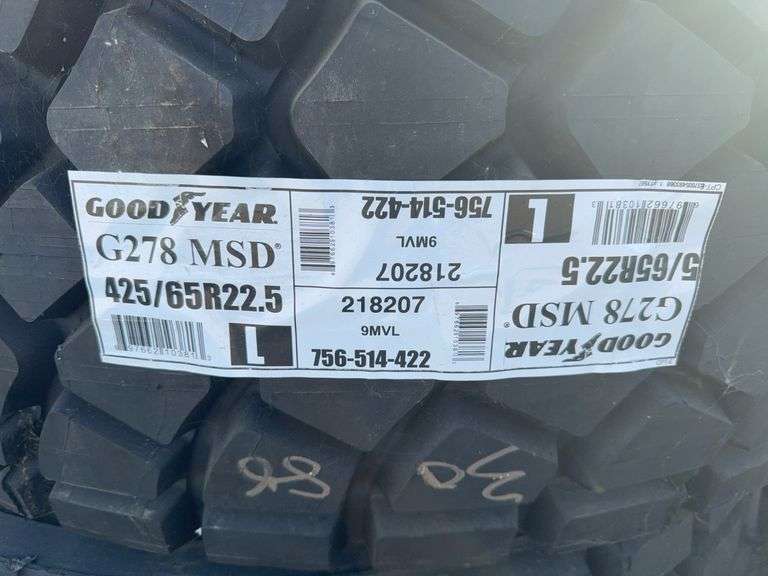 GOODYEAR
G278 MSD®
425/65R22.5
L
756-514-422
9MVL
218207
218207
9MVL
756-514-422
L
5/65R22.5
G278 MSD®
GOODYEAR